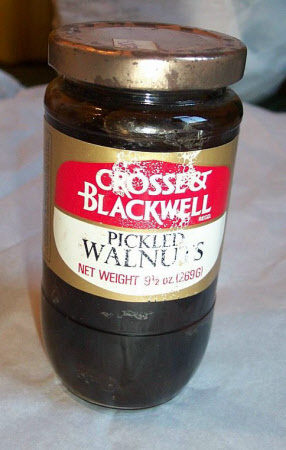 CROSSE &
BLACKWELL
PICKLED
WALNUTS
NET WEIGHT 9½ oz. (269G)